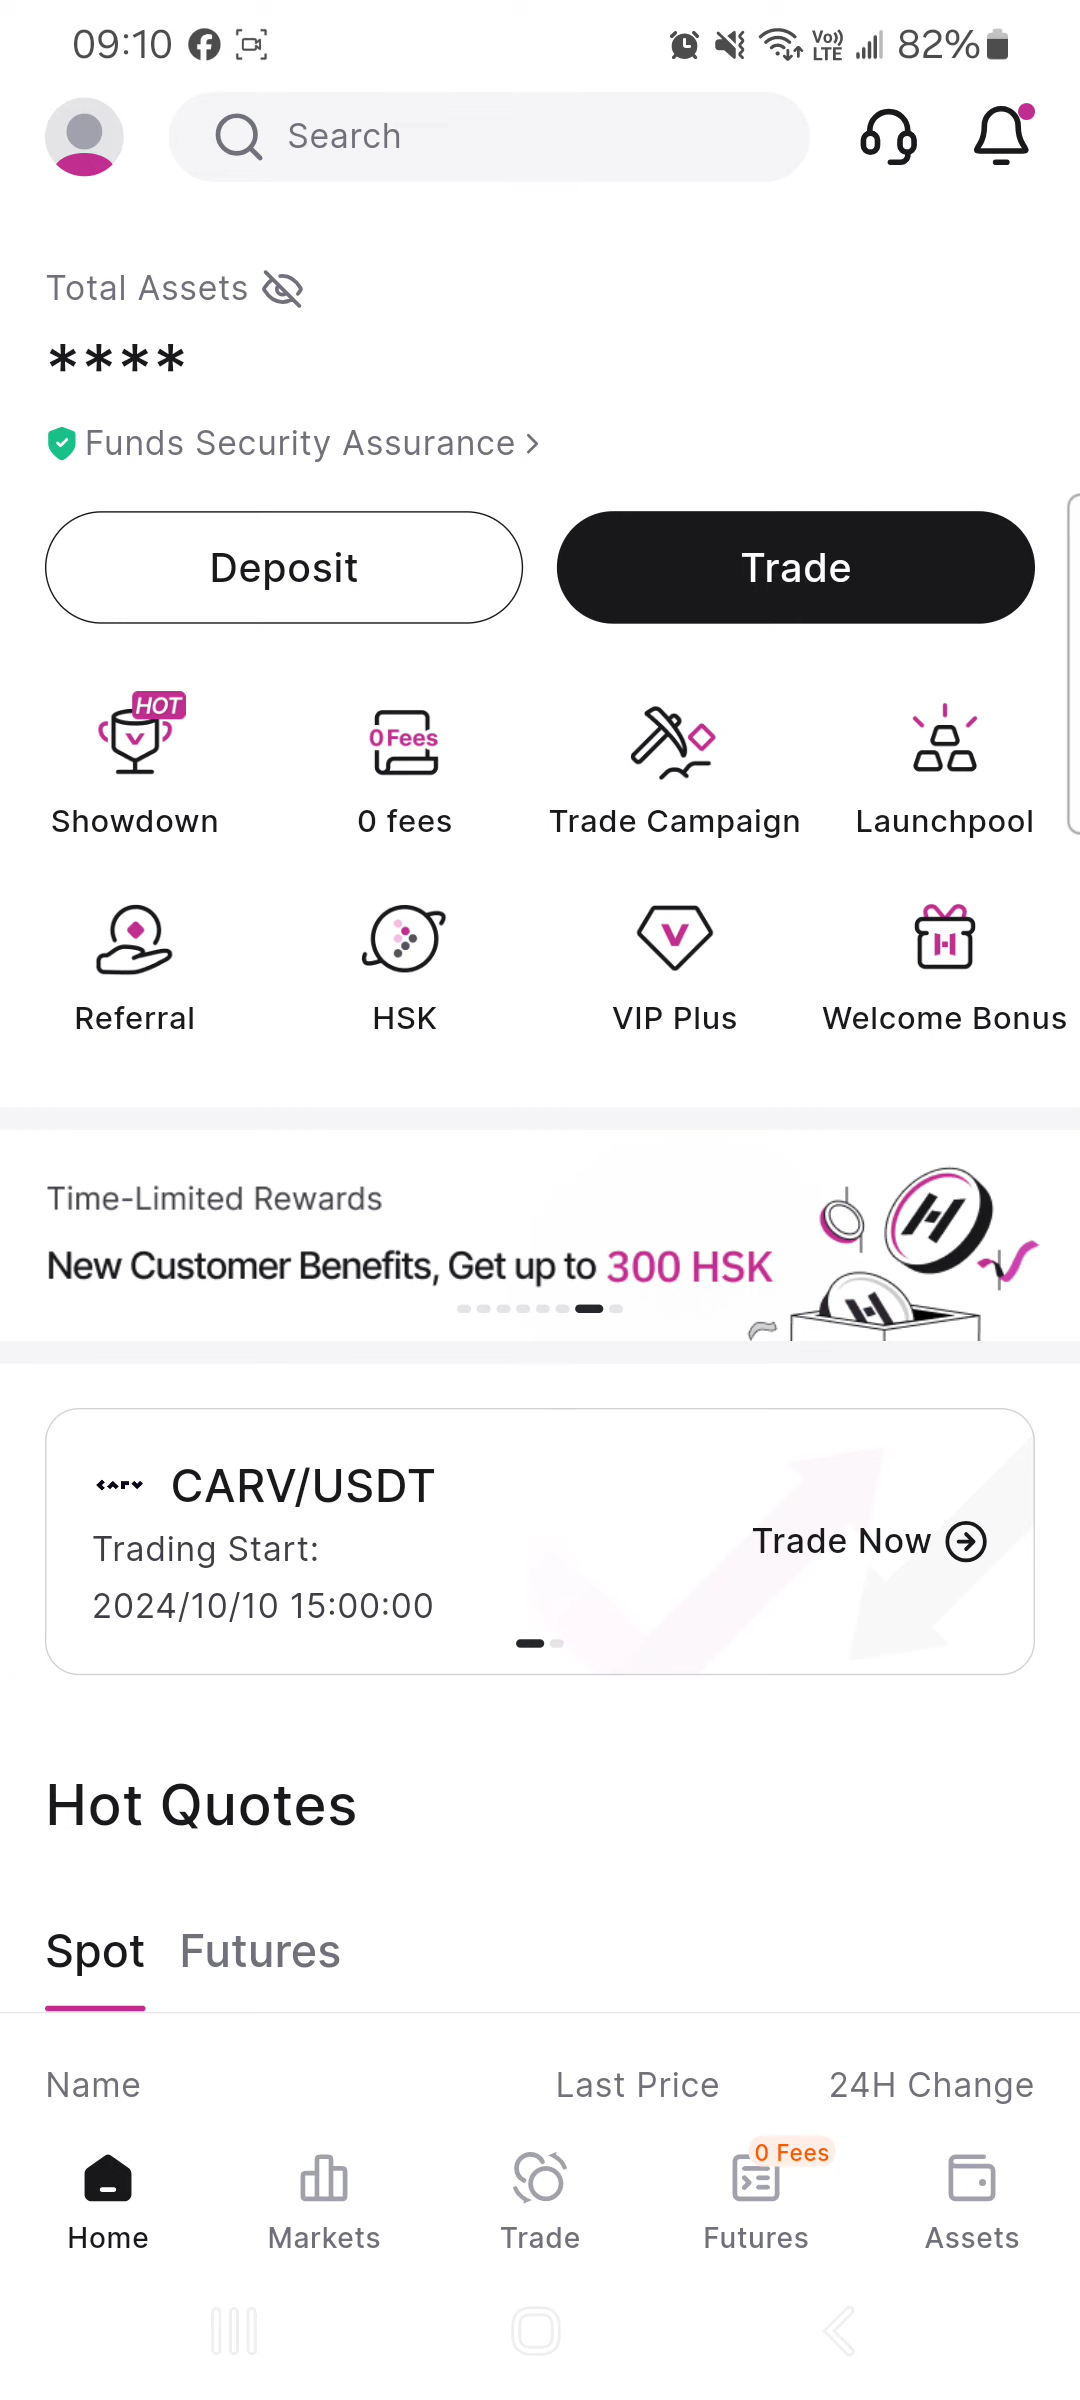 09:10
Vo)) LTE 82%
Search
Total Assets
****
Funds Security Assurance
Deposit
Trade
HOT
0 Fees
Showdown
0 fees
Trade Campaign
Launchpool
Referral
HSK
VIP Plus
Welcome Bonus
Time-Limited Rewards
New Customer Benefits, Get up to 300 HSK
CARV/USDT
Trading Start:
2024/10/10 15:00:00
Trade Now
Hot Quotes
Spot
Futures
Name
Last Price
24H Change
0 Fees
Home
Markets
Trade
Futures
Assets